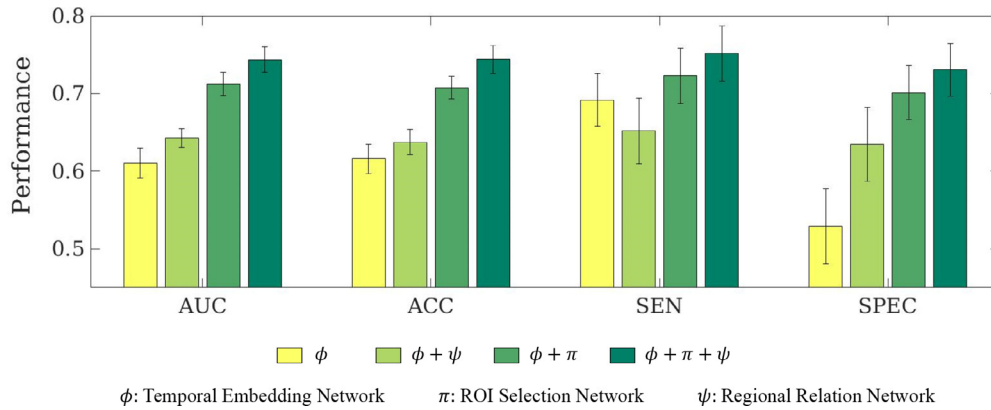 Performance
0.8
0.7
0.6
0.5
AUC ACC SEN SPEC
ϕ ϕ + ψ ϕ + π ϕ + π + ψ
ϕ: Temporal Embedding Network π: ROI Selection Network ψ: Regional Relation Network